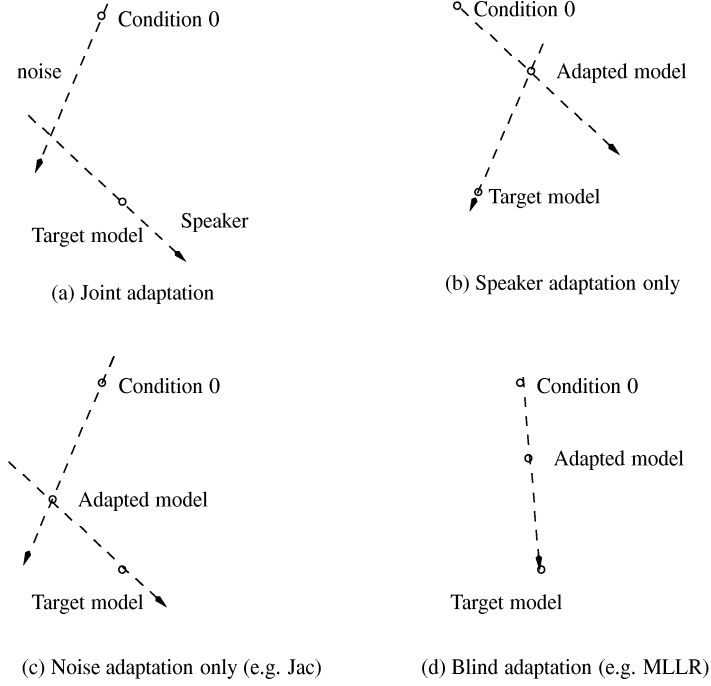 Condition 0
noise
Speaker
Target model
(a) Joint adaptation
Condition 0
Adapted model
Target model
(b) Speaker adaptation only
Condition 0
Adapted model
Target model
(c) Noise adaptation only (e.g. Jac)
Condition 0
Adapted model
Target model
(d) Blind adaptation (e.g. MLLR)